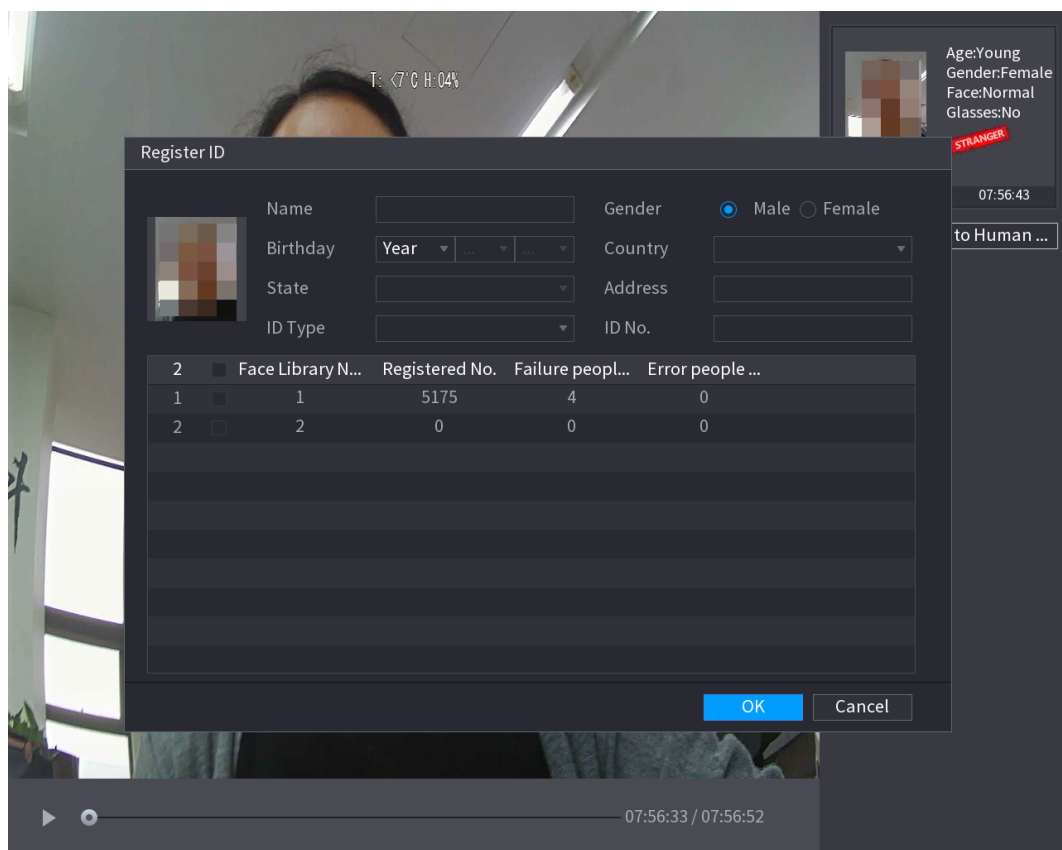 T: <7°C H:04%
Age:Young
Gender:Female
Face:Normal
Glasses:No
STRANGER
07:56:43
to Human ...
Register ID
Name
Gender Male Female
Birthday Year ... ... Country
State Address
ID Type ID No.
2 Face Library N... Registered No. Failure peopl... Error people ...
1 1 5175 4 0
2 2 0 0 0
OK Cancel
07:56:33 / 07:56:52